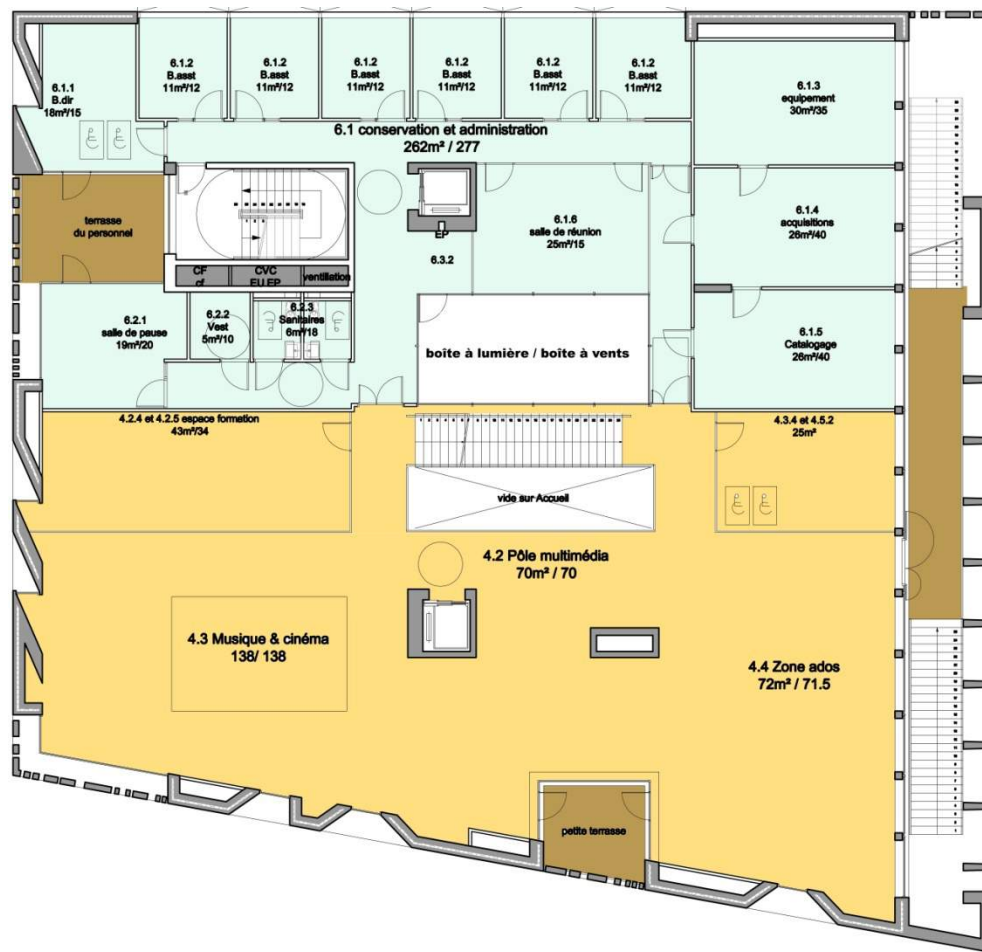 6.1.2
B.asst
11m²/12
6.1.2
B.asst
11m²/12
6.1.2
B.asst
11m²/12
6.1.2
B.asst
11m²/12
6.1.2
B.asst
11m²/12
6.1.2
B.asst
11m²/12
6.1.1
B.dir
18m²/15
6.1.3
equipement
30m²/35
6.1 conservation et administration
262m² / 277
terrasse
du personnel
EP
6.3.2
6.1.6
salle de réunion
25m²/15
6.1.4
acquisitions
26m²/40
CF
cf
CVC
EU EP
ventilation
6.2.1
salle de pause
19m²/20
6.2.2
Vest
5m²/10
6.2.3
Sanitaires
6m²/18
boîte à lumière / boîte à vents
6.1.5
Catalogage
26m²/40
4.2.4 et 4.2.5 espace formation
43m²/34
4.3.4 et 4.5.2
25m²
vide sur Accueil
4.2 Pôle multimédia
70m² / 70
4.3 Musique & cinéma
138/ 138
4.4 Zone ados
72m² / 71.5
petite terrasse